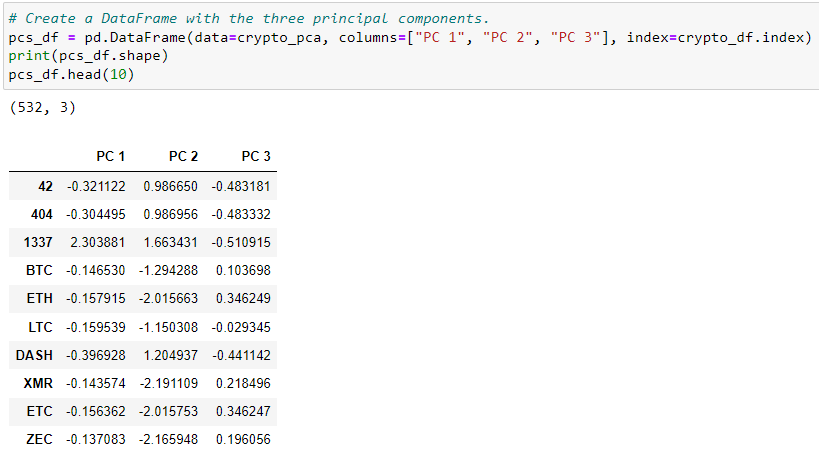 # Create a DataFrame with the three principal components.
pcs_df = pd.DataFrame(data=crypto_pca, columns=["PC 1", "PC 2", "PC 3"], index=crypto_df.index)
print(pcs_df.shape)
pcs_df.head(10)
(532, 3)
PC 1 PC 2 PC 3
42 -0.321122 0.986650 -0.483181
404 -0.304495 0.986956 -0.483332
1337 2.303881 1.663431 -0.510915
BTC -0.146530 -1.294288 0.103698
ETH -0.157915 -2.015663 0.346249
LTC -0.159539 -1.150308 -0.029345
DASH -0.396928 1.204937 -0.441142
XMR -0.143574 -2.191109 0.218496
ETC -0.156362 -2.015753 0.346247
ZEC -0.137083 -2.165948 0.196056